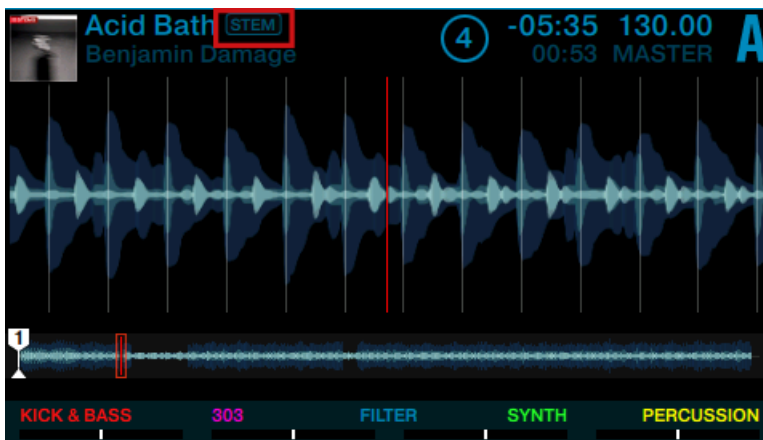 Acid Bath STEM
Benjamin Damage
4
-05:35 130.00
00:53 MASTER
A
1
KICK & BASS 303 FILTER SYNTH PERCUSSION